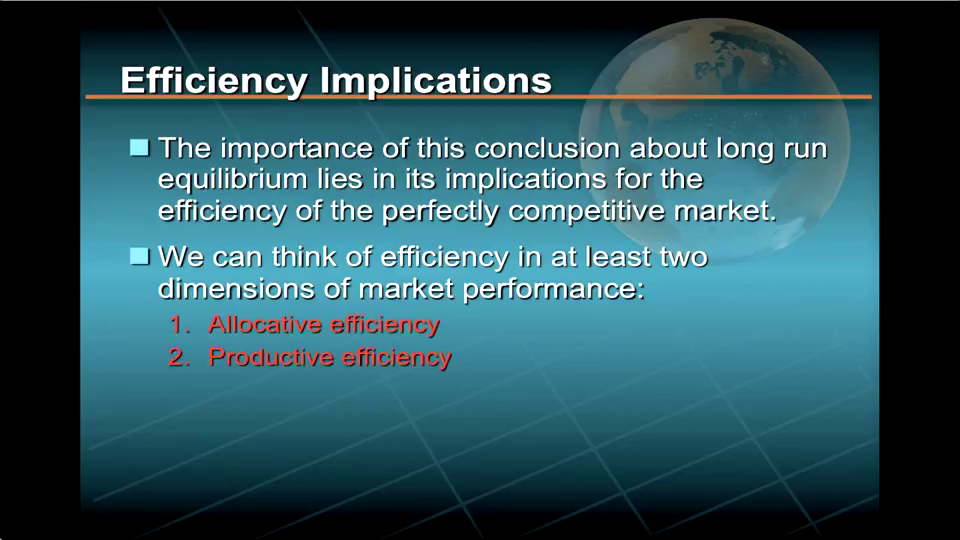 Efficiency Implications
The importance of this conclusion about long run
equilibrium lies in its implications for the
efficiency of the perfectly competitive market.
We can think of efficiency in at least two
dimensions of market performance:
1. Allocative efficiency
2. Productive efficiency